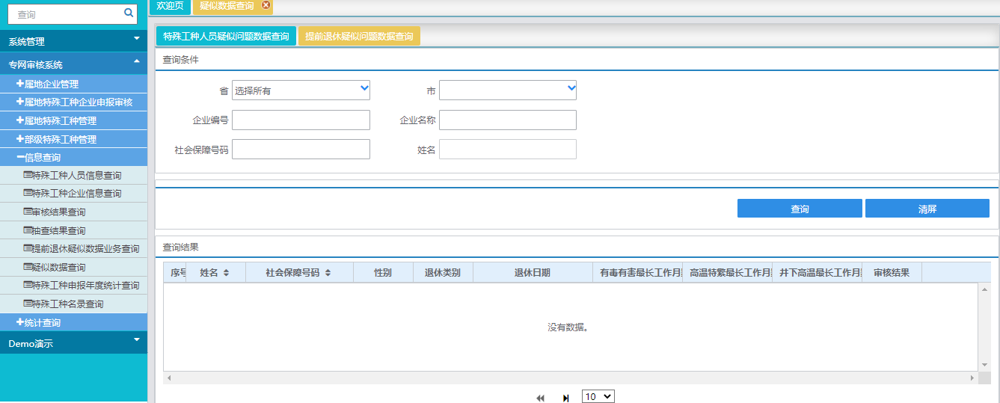 查询
系统管理
专网审核系统
属地企业管理
属地特殊工种企业申报审核
属地特殊工种管理
部级特殊工种管理
信息查询
特殊工种人员信息查询
特殊工种企业信息查询
审核结果查询
抽查结果查询
提前退休疑似数据业务查询
疑似数据查询
特殊工种申报年度统计查询
特殊工种名录查询
统计查询
Demo演示
欢迎页 疑似数据查询
特殊工种人员疑似问题数据查询 提前退休疑似问题数据查询
查询条件
省 选择所有 市
企业编号 企业名称
社会保障号码 姓名
查询 清屏
查询结果
序号 姓名 社会保障号码 性别 退休类别 退休日期 有毒有害最长工作月 高温特繁最长工作月 井下高温最长工作月 审核结果
没有数据。
10